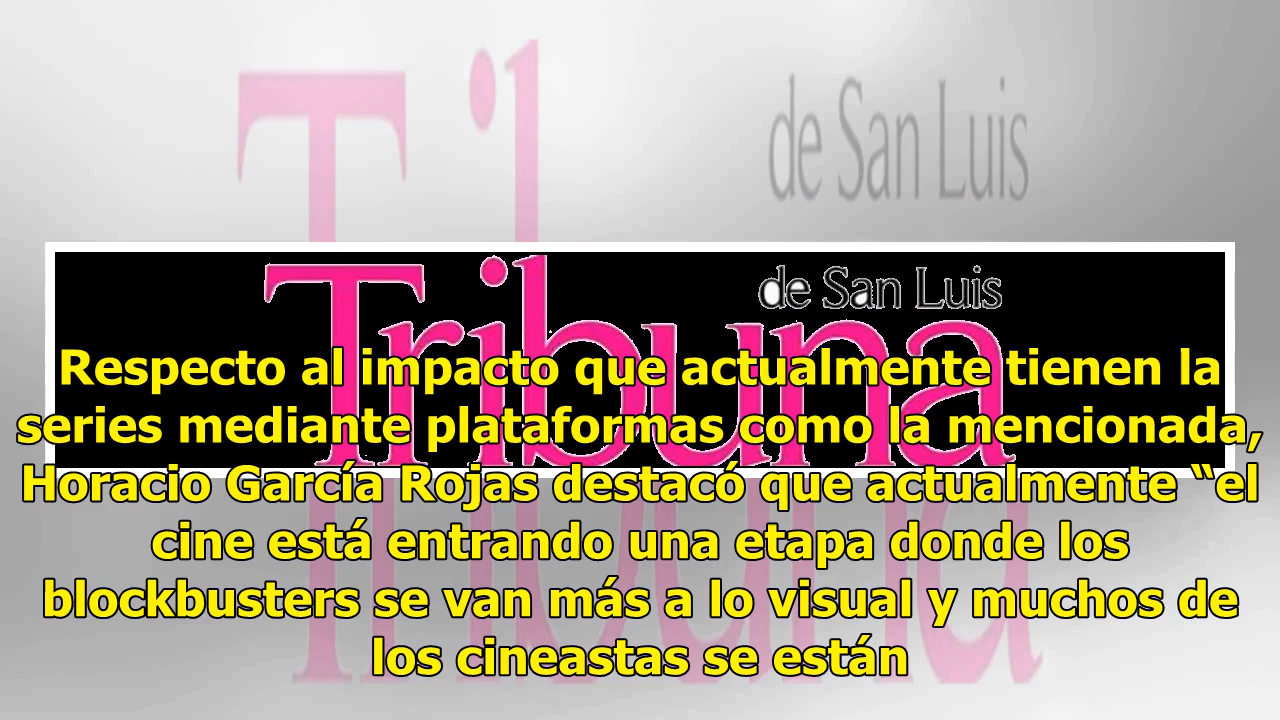 de San Luis
Tribuna
de San Luis
Tribuna
Respecto al impacto que actualmente tienen la
series mediante plataformas como la mencionada,
Horacio García Rojas destacó que actualmente “el
cine está entrando una etapa donde los
blockbusters se van más a lo visual y muchos de
los cineastas se están